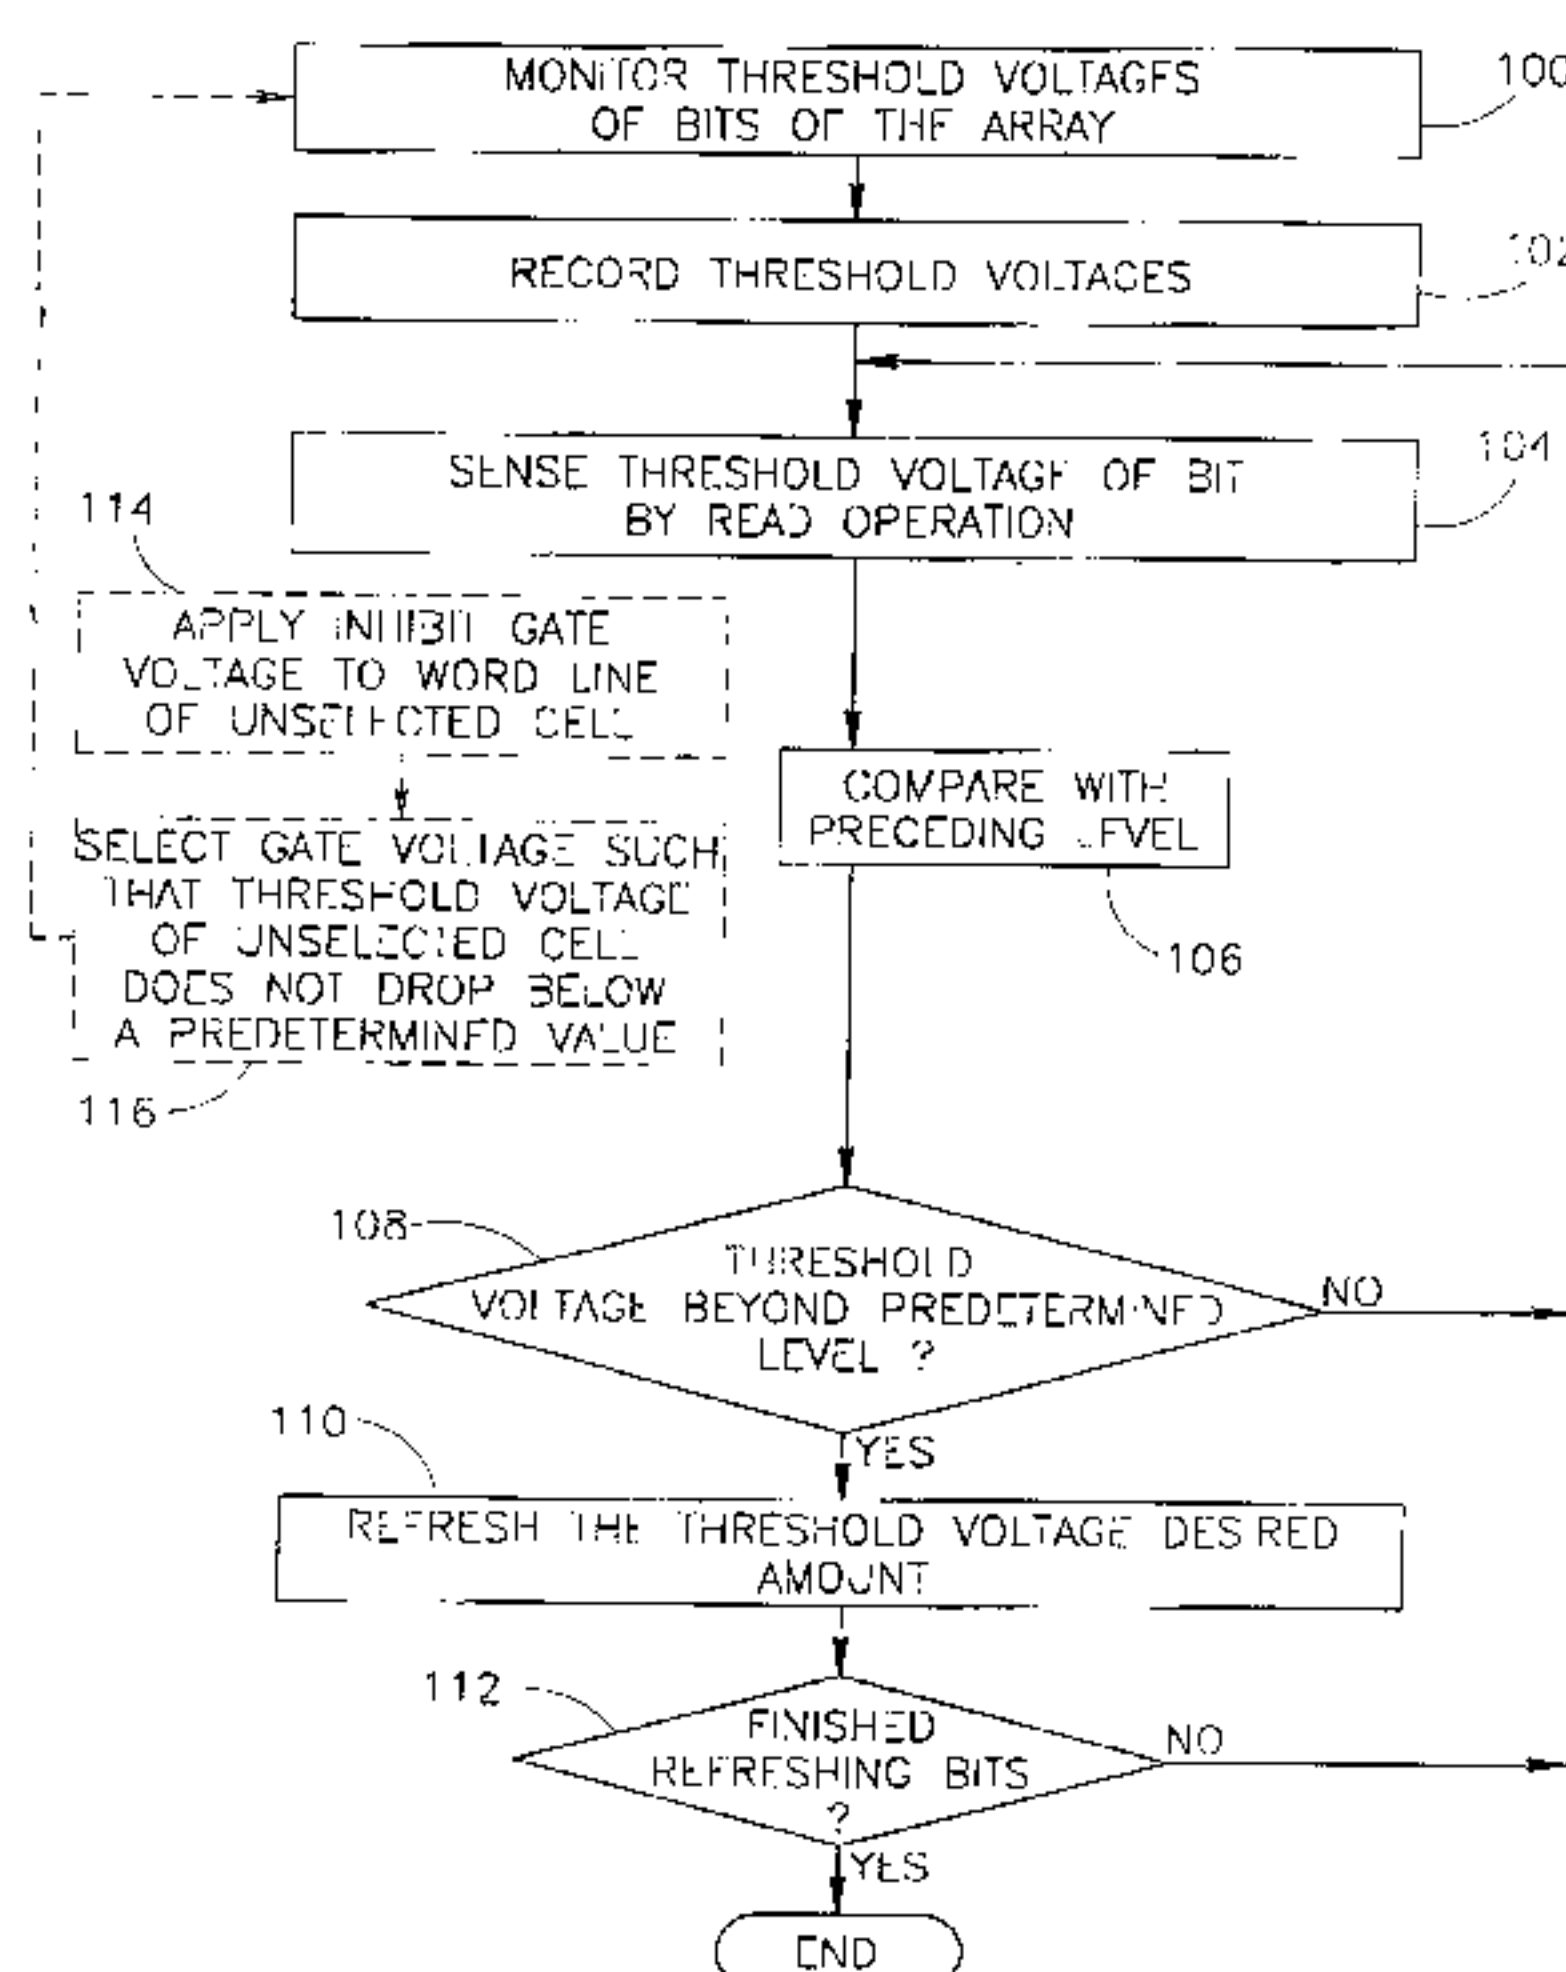 MONITOR THRESHOLD VOLTAGES
OF BITS OF THE ARRAY
100
RECORD THRESHOLD VOLTAGES
102
SENSE THRESHOLD VOLTAGE OF BIT
BY READ OPERATION
104
114
APPLY INHIBIT GATE
VOLTAGE TO WORD LINE
OF UNSELECTED CELL
COMPARE WITH
PRECEDING LEVEL
106
SELECT GATE VOLTAGE SUCH
THAT THRESHOLD VOLTAGE
OF UNSELECTED CELL
DOES NOT DROP BELOW
A PREDETERMINED VALUE
116
108
THRESHOLD
VOLTAGE BEYOND PREDETERMINED
LEVEL ?
NO
YES
110
REFRESH THE THRESHOLD VOLTAGE DESIRED
AMOUNT
112
FINISHED
REFRESHING BITS
?
NO
YES
END